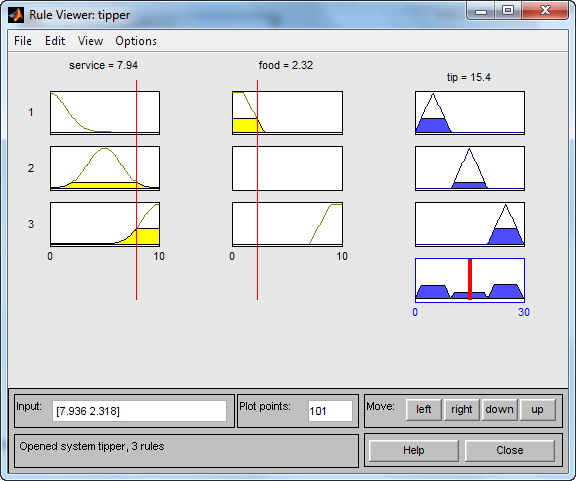 Rule Viewer: tipper
File Edit View Options
service = 7.94 food = 2.32 tip = 15.4
1
2
3
0 10 0 10
0 30
Input: [7.936 2.318] Plot points: 101 Move: left right down up
Opened system tipper, 3 rules Help Close